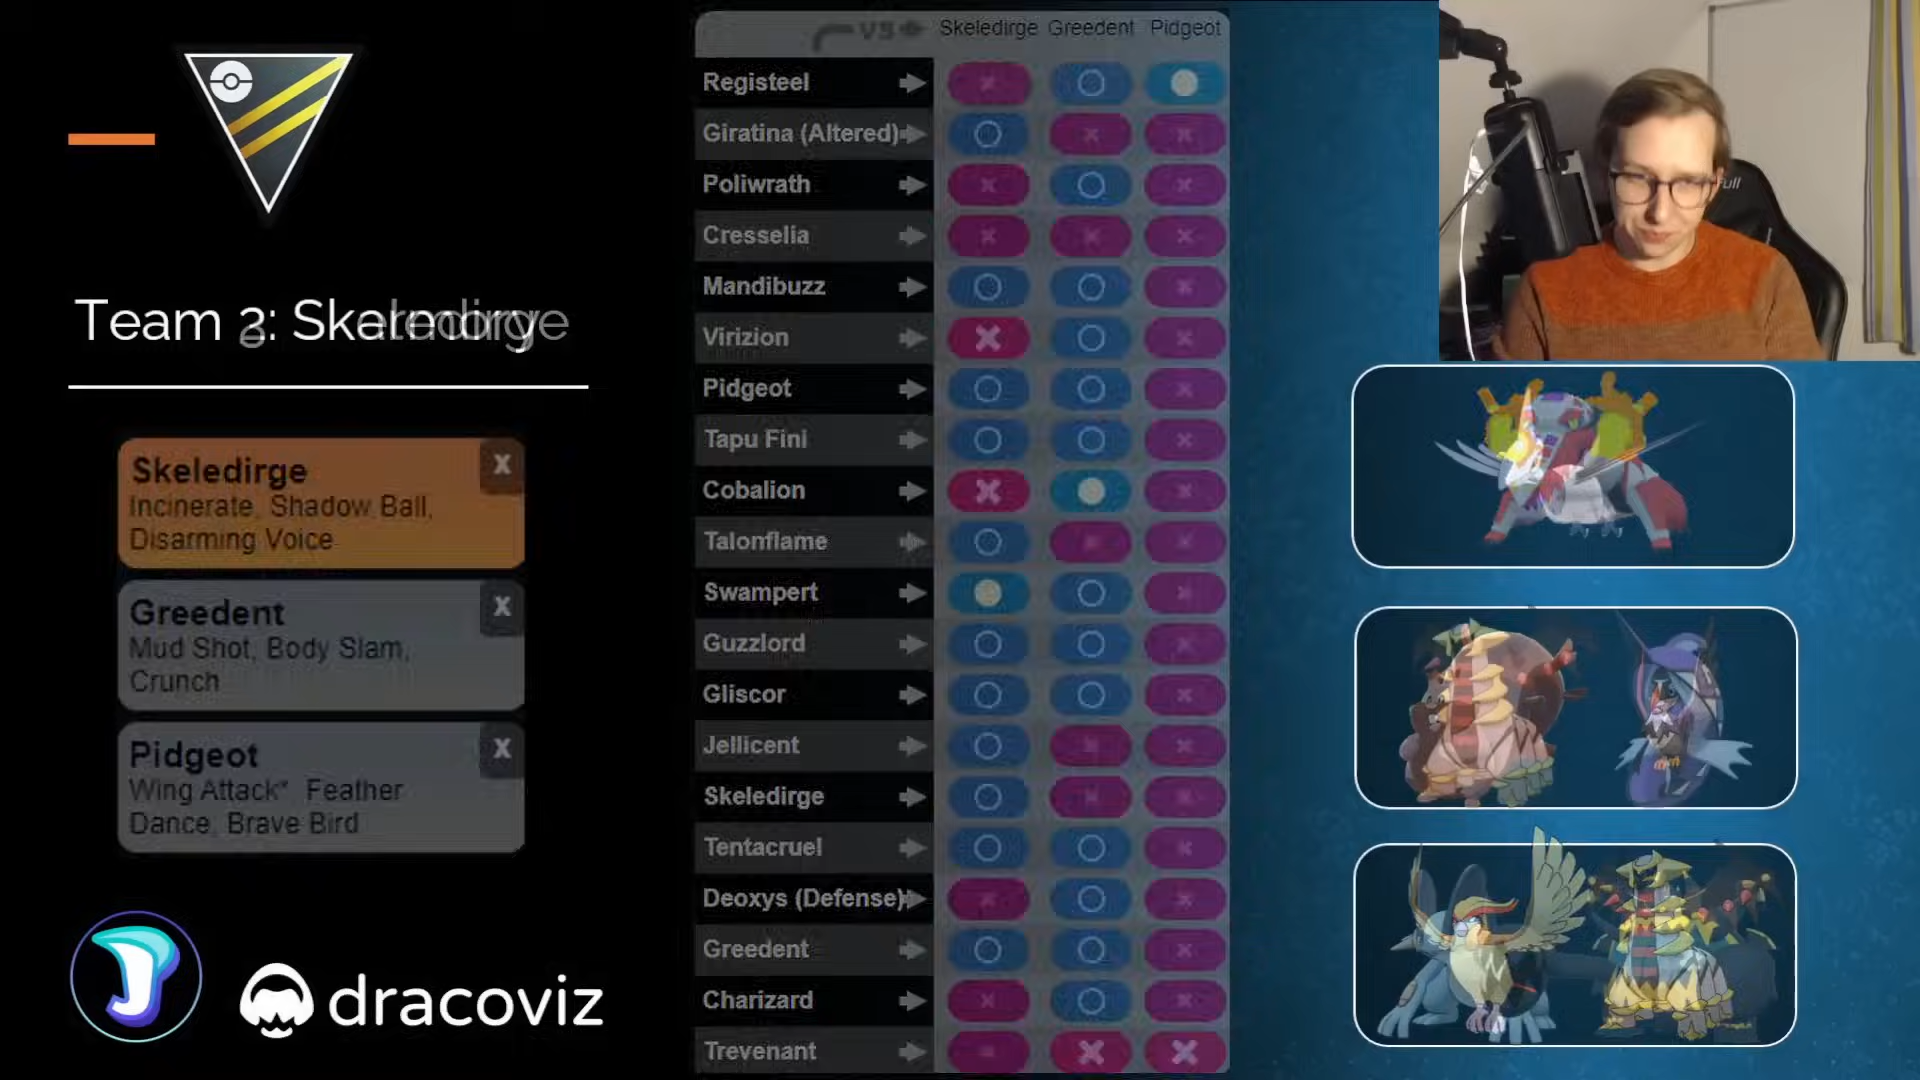 VS Skeledirge Greedent Pidgeot
Registeel
Giratina (Altered)
Poliwrath
Cresselia
Mandibuzz
Virizion
Pidgeot
Tapu Fini
Cobalion
Talonflame
Swampert
Guzzlord
Gliscor
Jellicent
Skeledirge
Tentacruel
Deoxys (Defense)
Greedent
Charizard
Trevenant
Team : Skarmory
Skeledirge X
Incinerate, Shadow Ball,
Disarming Voice
Greedent X
Mud Shot, Body Slam,
Crunch
Pidgeot X
Wing Attack* Feather
Dance, Brave Bird
dracoviz